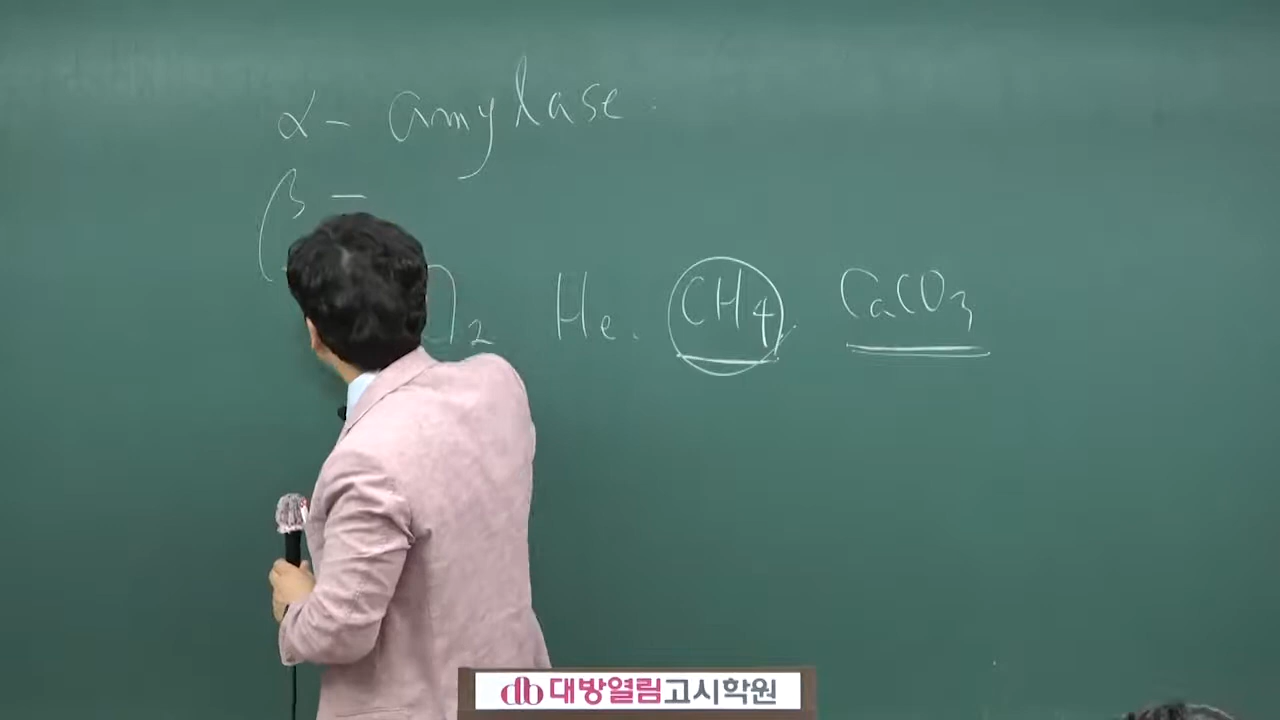 α- amylase.
β -
O₂ He. CH₄ CaCO₃
db 대방열림고시학원